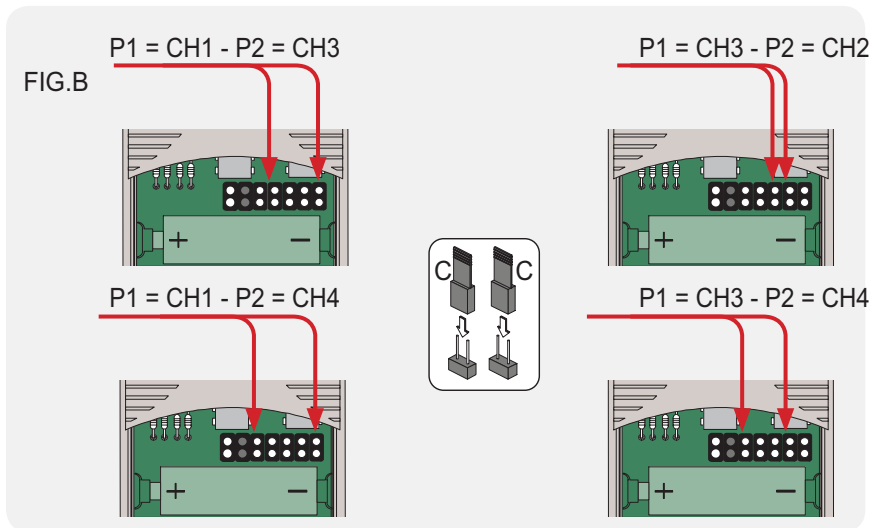 P1 = CH1 - P2 = CH3
P1 = CH3 - P2 = CH2
FIG.B
+ −
+ −
C C
P1 = CH1 - P2 = CH4
P1 = CH3 - P2 = CH4
+ −
+ −